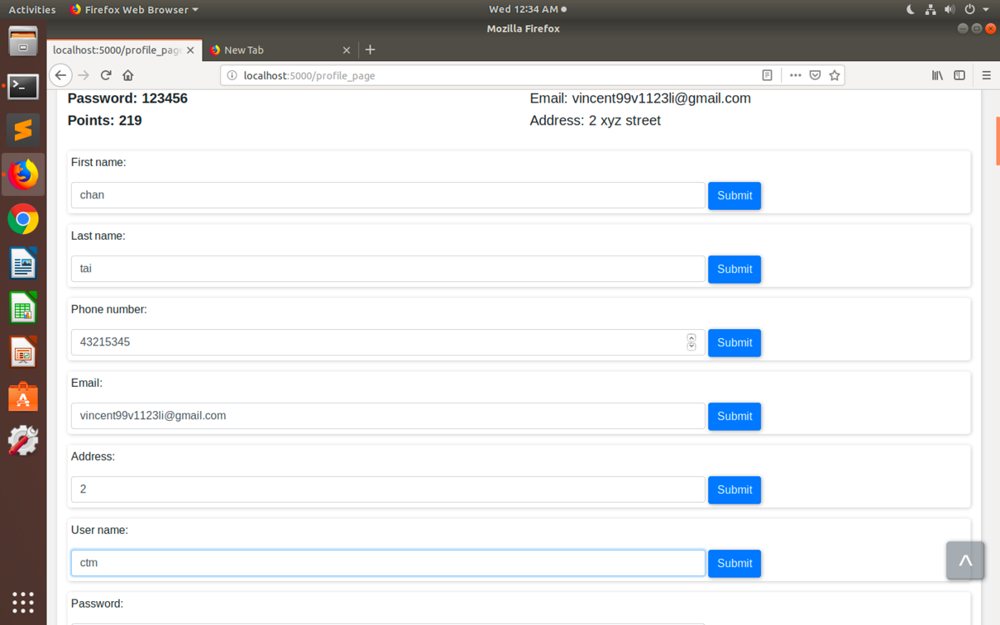 Activities Firefox Web Browser Wed 12:34 AM
Mozilla Firefox
localhost:5000/profile_page New Tab
localhost:5000/profile_page
Password: 123456 Email: vincent99v1123li@gmail.com
Points: 219 Address: 2 xyz street
First name:
chan Submit
Last name:
tai Submit
Phone number:
43215345 Submit
Email:
vincent99v1123li@gmail.com Submit
Address:
2 Submit
User name:
ctm Submit
^
Password: